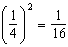 (1/4)² = 1/16